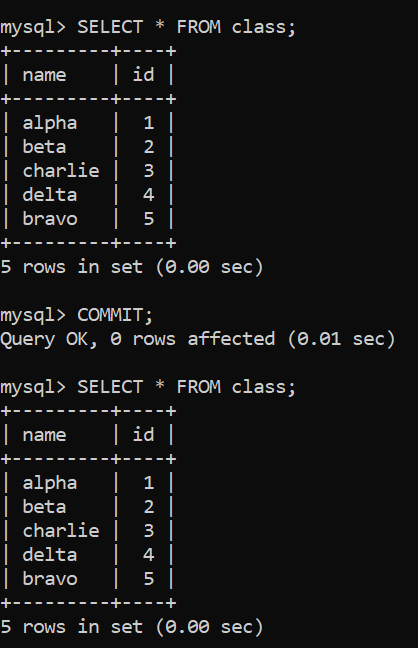 mysql> SELECT * FROM class;
+---------+----+
| name    | id |
+---------+----+
| alpha   |  1 |
| beta    |  2 |
| charlie |  3 |
| delta   |  4 |
| bravo   |  5 |
+---------+----+
5 rows in set (0.00 sec)

mysql> COMMIT;
Query OK, 0 rows affected (0.01 sec)

mysql> SELECT * FROM class;
+---------+----+
| name    | id |
+---------+----+
| alpha   |  1 |
| beta    |  2 |
| charlie |  3 |
| delta   |  4 |
| bravo   |  5 |
+---------+----+
5 rows in set (0.00 sec)